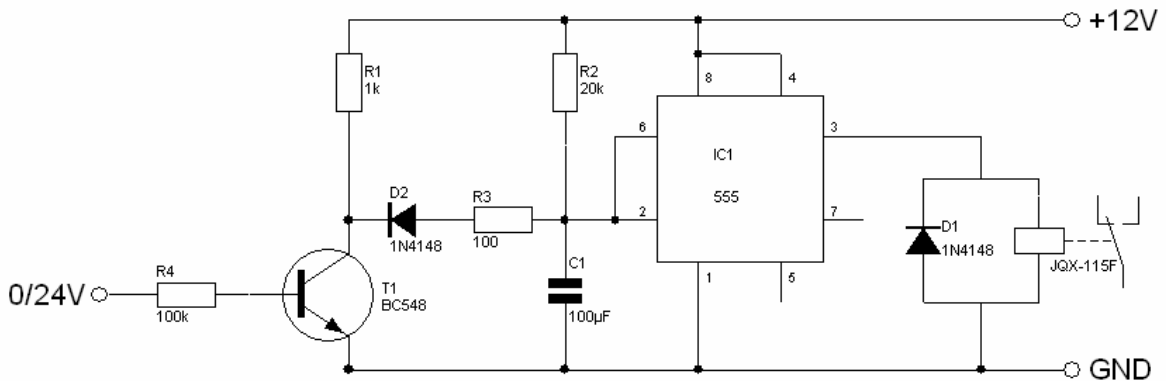 +12V
R1
1k
R2
20k
8
4
6
3
IC1
555
D2
1N4148
R3
100
2
7
D1
1N4148
JQX-115F
R4
100k
0/24V
T1
BC548
C1
100µF
1
5
GND